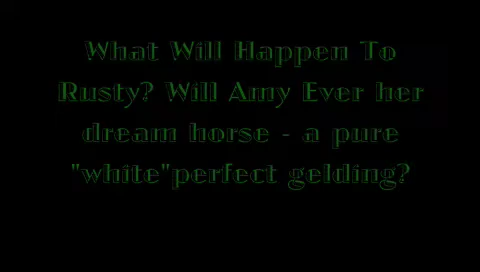 What Will Happen To
Rusty? Will Amy Ever her
dream horse - a pure
"white"perfect gelding?